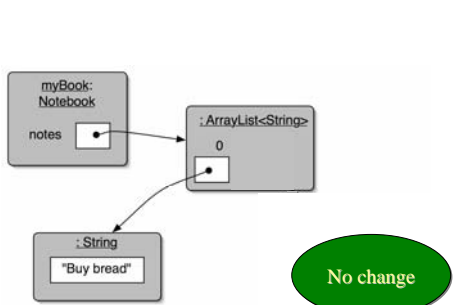 myBook:
Notebook
notes
: ArrayList<String>
0
: String
"Buy bread"
No change